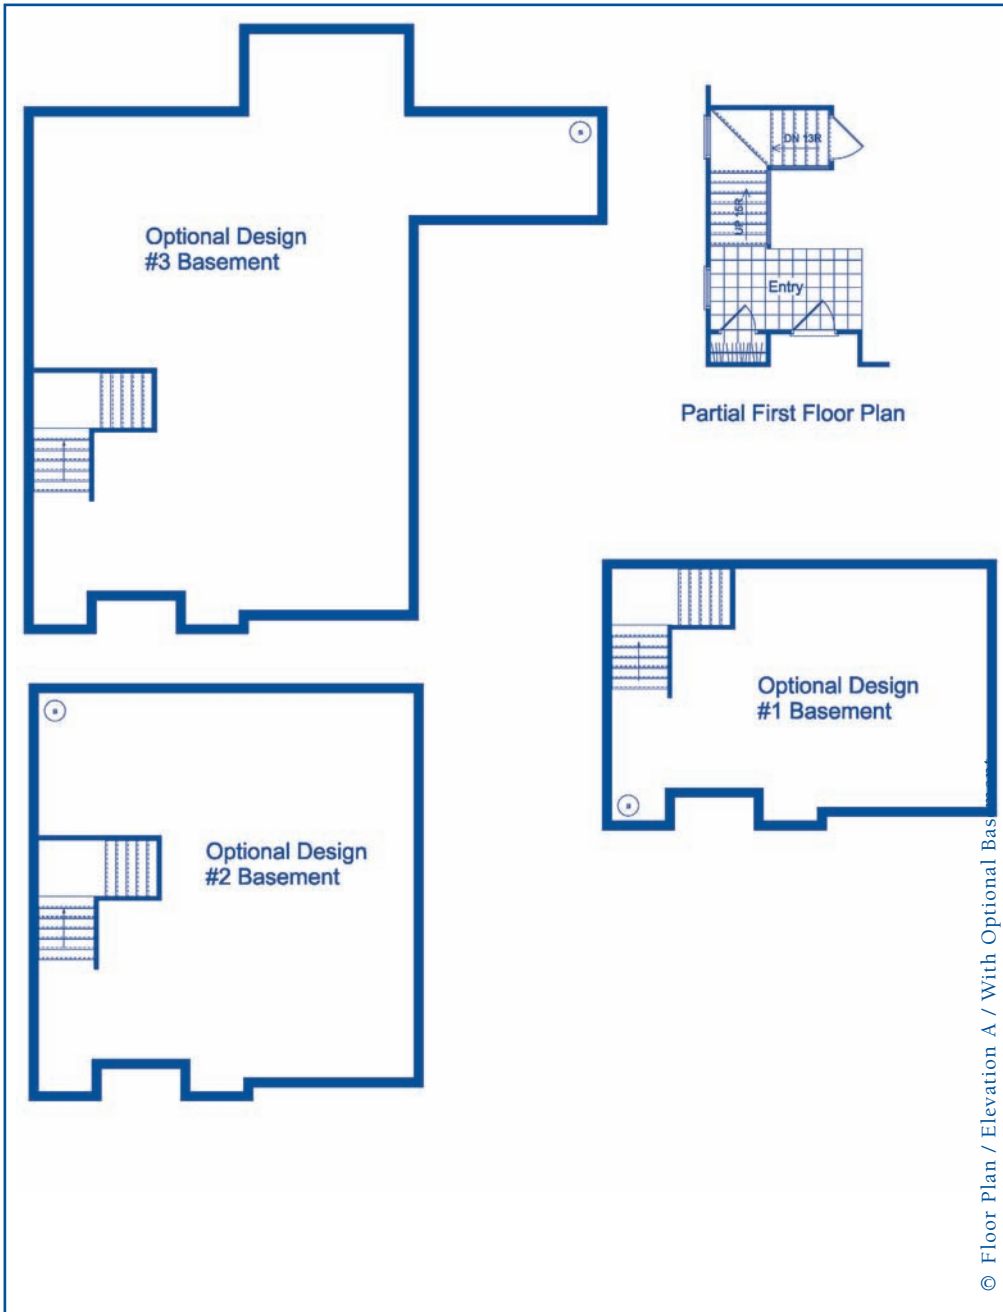 Optional Design
#3 Basement
DN 13R
UP 15R
Entry
Partial First Floor Plan
Optional Design
#1 Basement
Optional Design
#2 Basement
© Floor Plan / Elevation A / With Optional Basement